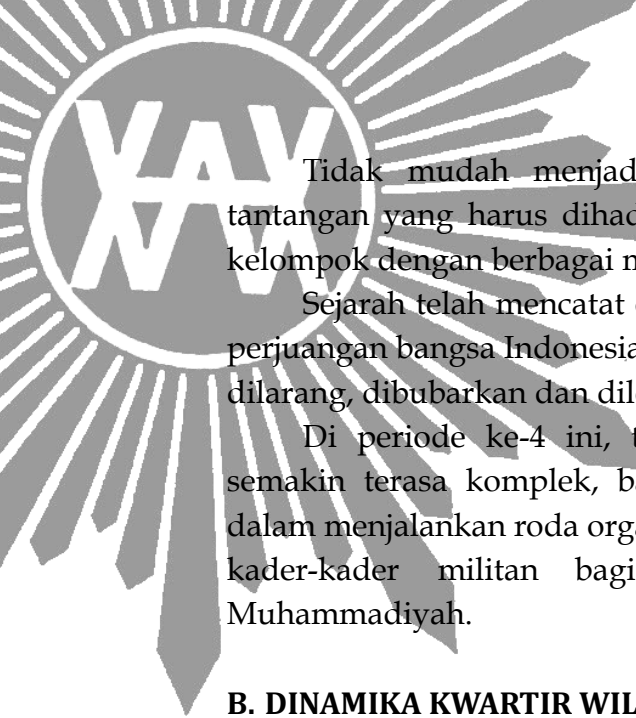 Tidak mudah menjad
tantangan yang harus dihad
kelompok dengan berbagai m
Sejarah telah mencatat
perjuangan bangsa Indonesia
dilarang, dibubarkan dan dil
Di periode ke-4 ini, t
semakin terasa komplek, ba
dalam menjalankan roda orga
kader-kader militan bagi
Muhammadiyah.
B. DINAMIKA KWARTIR WIL